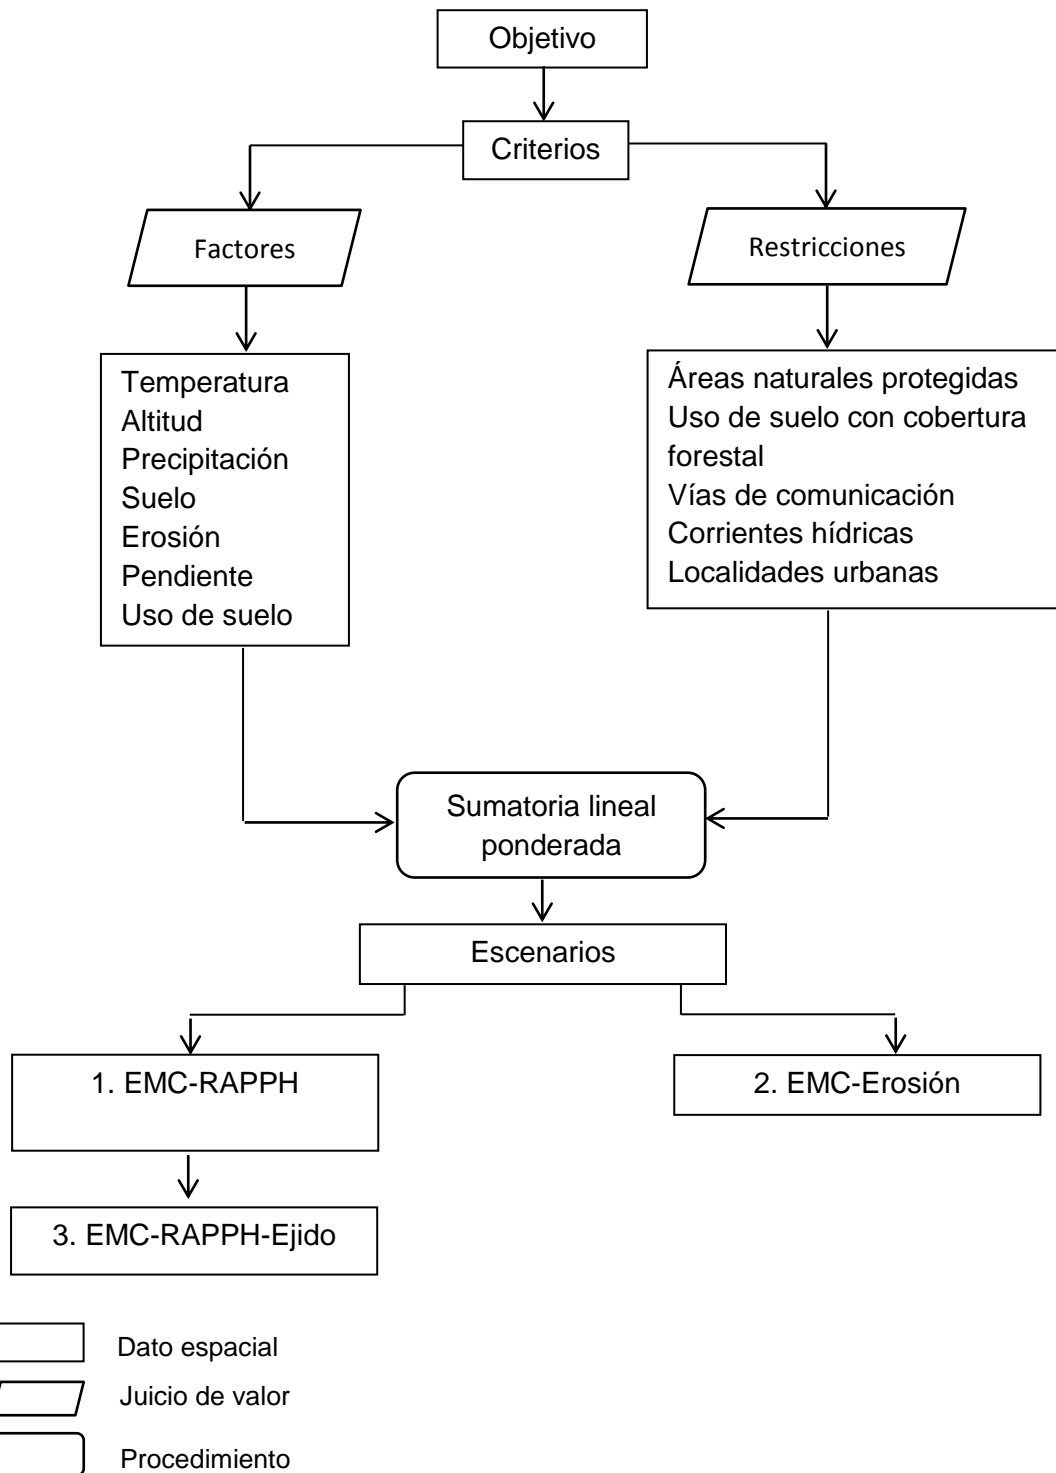 Objetivo
Criterios
Factores
Restricciones
Temperatura
Altitud
Precipitación
Suelo
Erosión
Pendiente
Uso de suelo
Áreas naturales protegidas
Uso de suelo con cobertura
forestal
Vías de comunicación
Corrientes hídricas
Localidades urbanas
Sumatoria lineal
ponderada
Escenarios
1. EMC-RAPPH
2. EMC-Erosión
3. EMC-RAPPH-Ejido
Dato espacial
Juicio de valor
Procedimiento